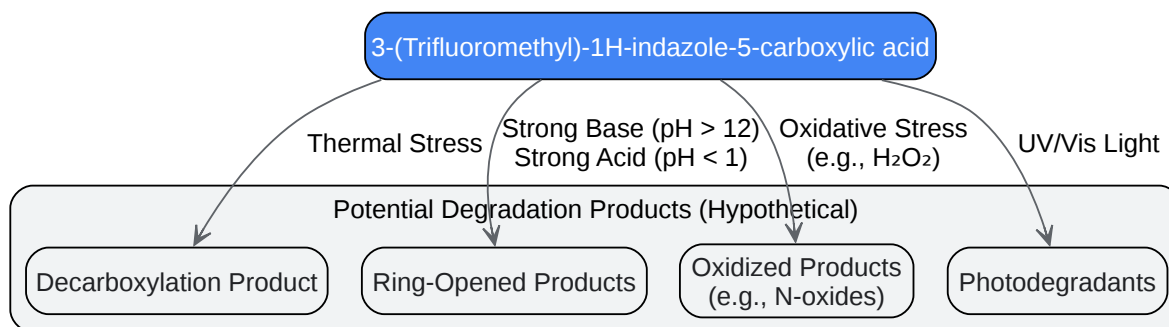 3-(Trifluoromethyl)-1H-indazole-5-carboxylic acid
Thermal Stress
Strong Base (pH > 12)
Strong Acid (pH < 1)
Oxidative Stress
(e.g., H₂O₂)
UV/Vis Light
Potential Degradation Products (Hypothetical)
Decarboxylation Product
Ring-Opened Products
Oxidized Products
(e.g., N-oxides)
Photodegradants